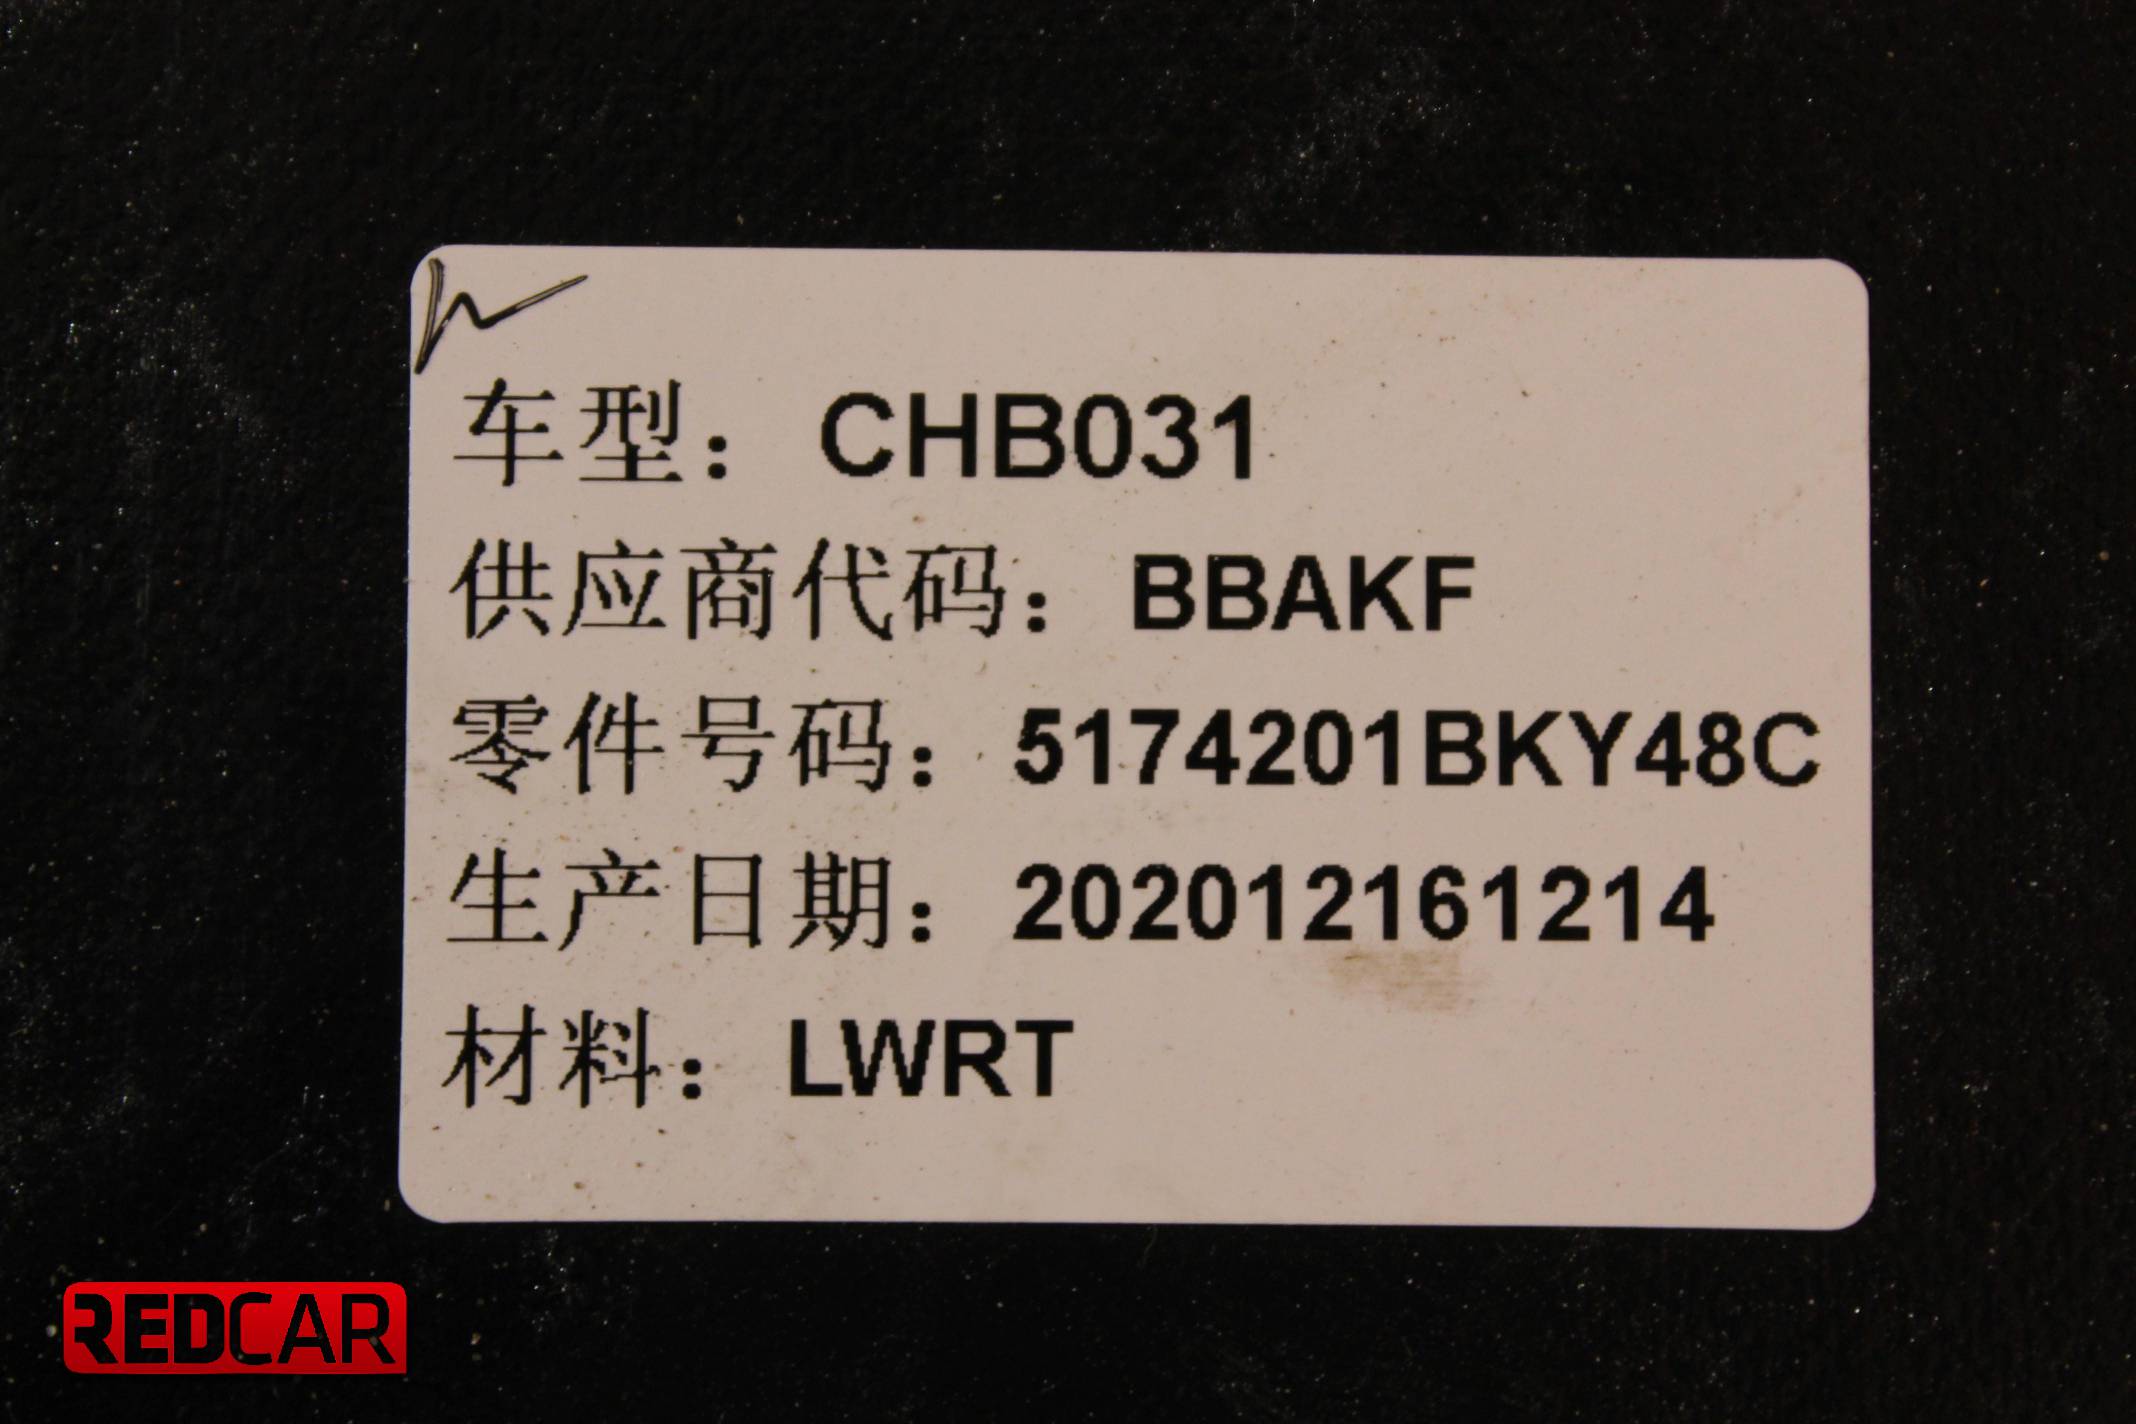 车型：CHB031
供应商代码：BBAKF
零件号码：5174201BKY48C
生产日期：202012161214
材料：LWRT
REDCAR